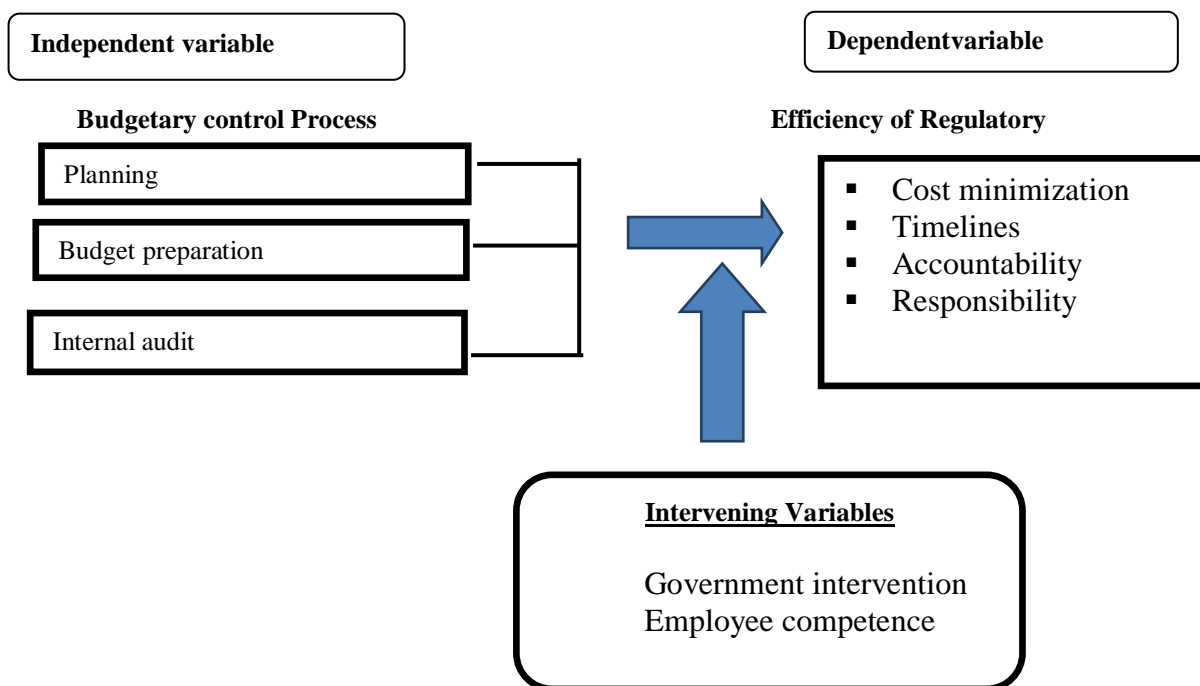 Independent variable
Dependentvariable
Budgetary control Process
Efficiency of Regulatory
Planning
Budget preparation
Internal audit
▪ Cost minimization
▪ Timelines
▪ Accountability
▪ Responsibility
Intervening Variables
Government intervention
Employee competence